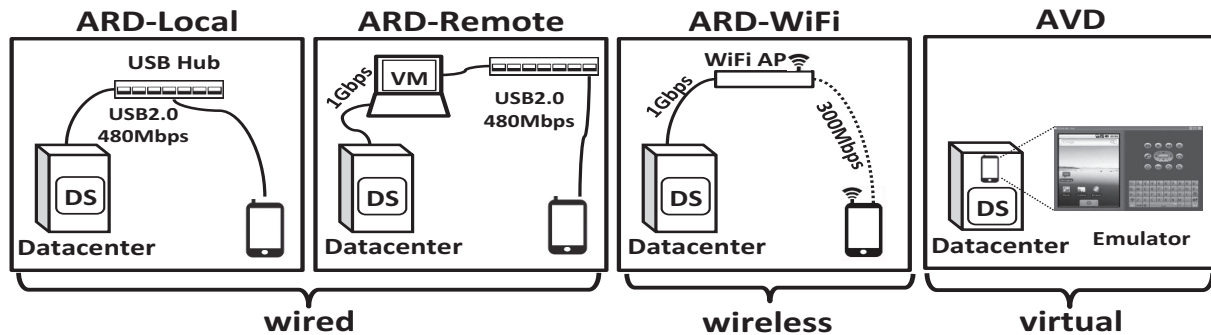 ARD-Local
USB Hub
USB2.0
480Mbps
DS
Datacenter
ARD-Remote
1Gbps
VM
USB2.0
480Mbps
DS
Datacenter
wired
ARD-WiFi
WiFi AP
1Gbps
300Mbps
DS
Datacenter
wireless
AVD
DS
Datacenter
Emulator
virtual